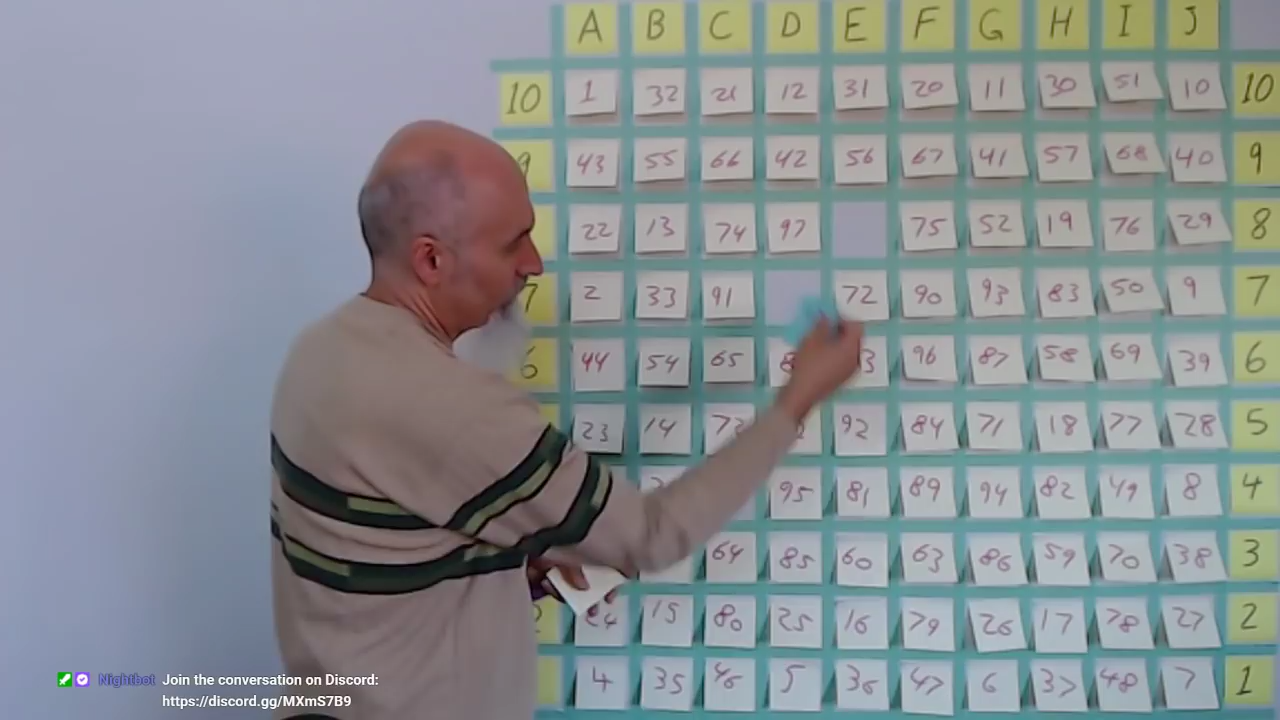 A B C D E F G H I J
10 1 32 21 12 31 20 11 30 51 10 10
43 55 66 42 56 67 41 57 68 40 9
22 13 74 97 75 52 19 76 29 8
7 2 33 91 72 90 93 83 50 9 7
6 44 54 65 96 87 58 69 39 6
23 14 92 84 71 18 77 28 5
95 81 89 94 82 49 8 4
64 85 60 63 86 59 70 38 3
24 15 80 25 16 79 26 17 78 27 2
4 35 46 5 36 47 6 37 48 7 1
Nightbot Join the conversation on Discord:
https://discord.gg/MXmS7B9